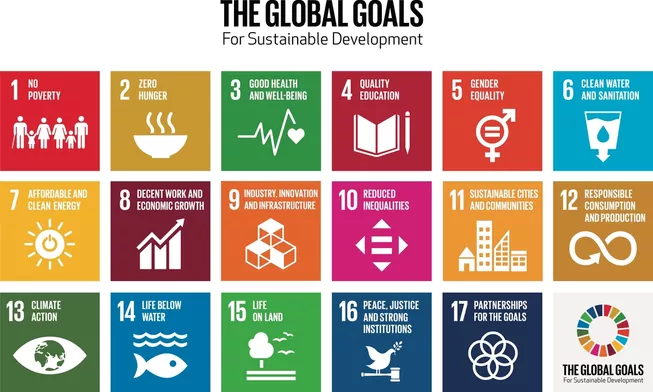 THE GLOBAL GOALS
For Sustainable Development
1 NO
POVERTY
2 ZERO
HUNGER
3 GOOD HEALTH
AND WELL-BEING
4 QUALITY
EDUCATION
5 GENDER
EQUALITY
6 CLEAN WATER
AND SANITATION
7 AFFORDABLE AND
CLEAN ENERGY
8 DECENT WORK AND
ECONOMIC GROWTH
9 INDUSTRY, INNOVATION
AND INFRASTRUCTURE
10 REDUCED
INEQUALITIES
11 SUSTAINABLE CITIES
AND COMMUNITIES
12 RESPONSIBLE
CONSUMPTION
AND PRODUCTION
13 CLIMATE
ACTION
14 LIFE BELOW
WATER
15 LIFE
ON LAND
16 PEACE, JUSTICE
AND STRONG
INSTITUTIONS
17 PARTNERSHIPS
FOR THE GOALS
THE GLOBAL GOALS
For Sustainable Development